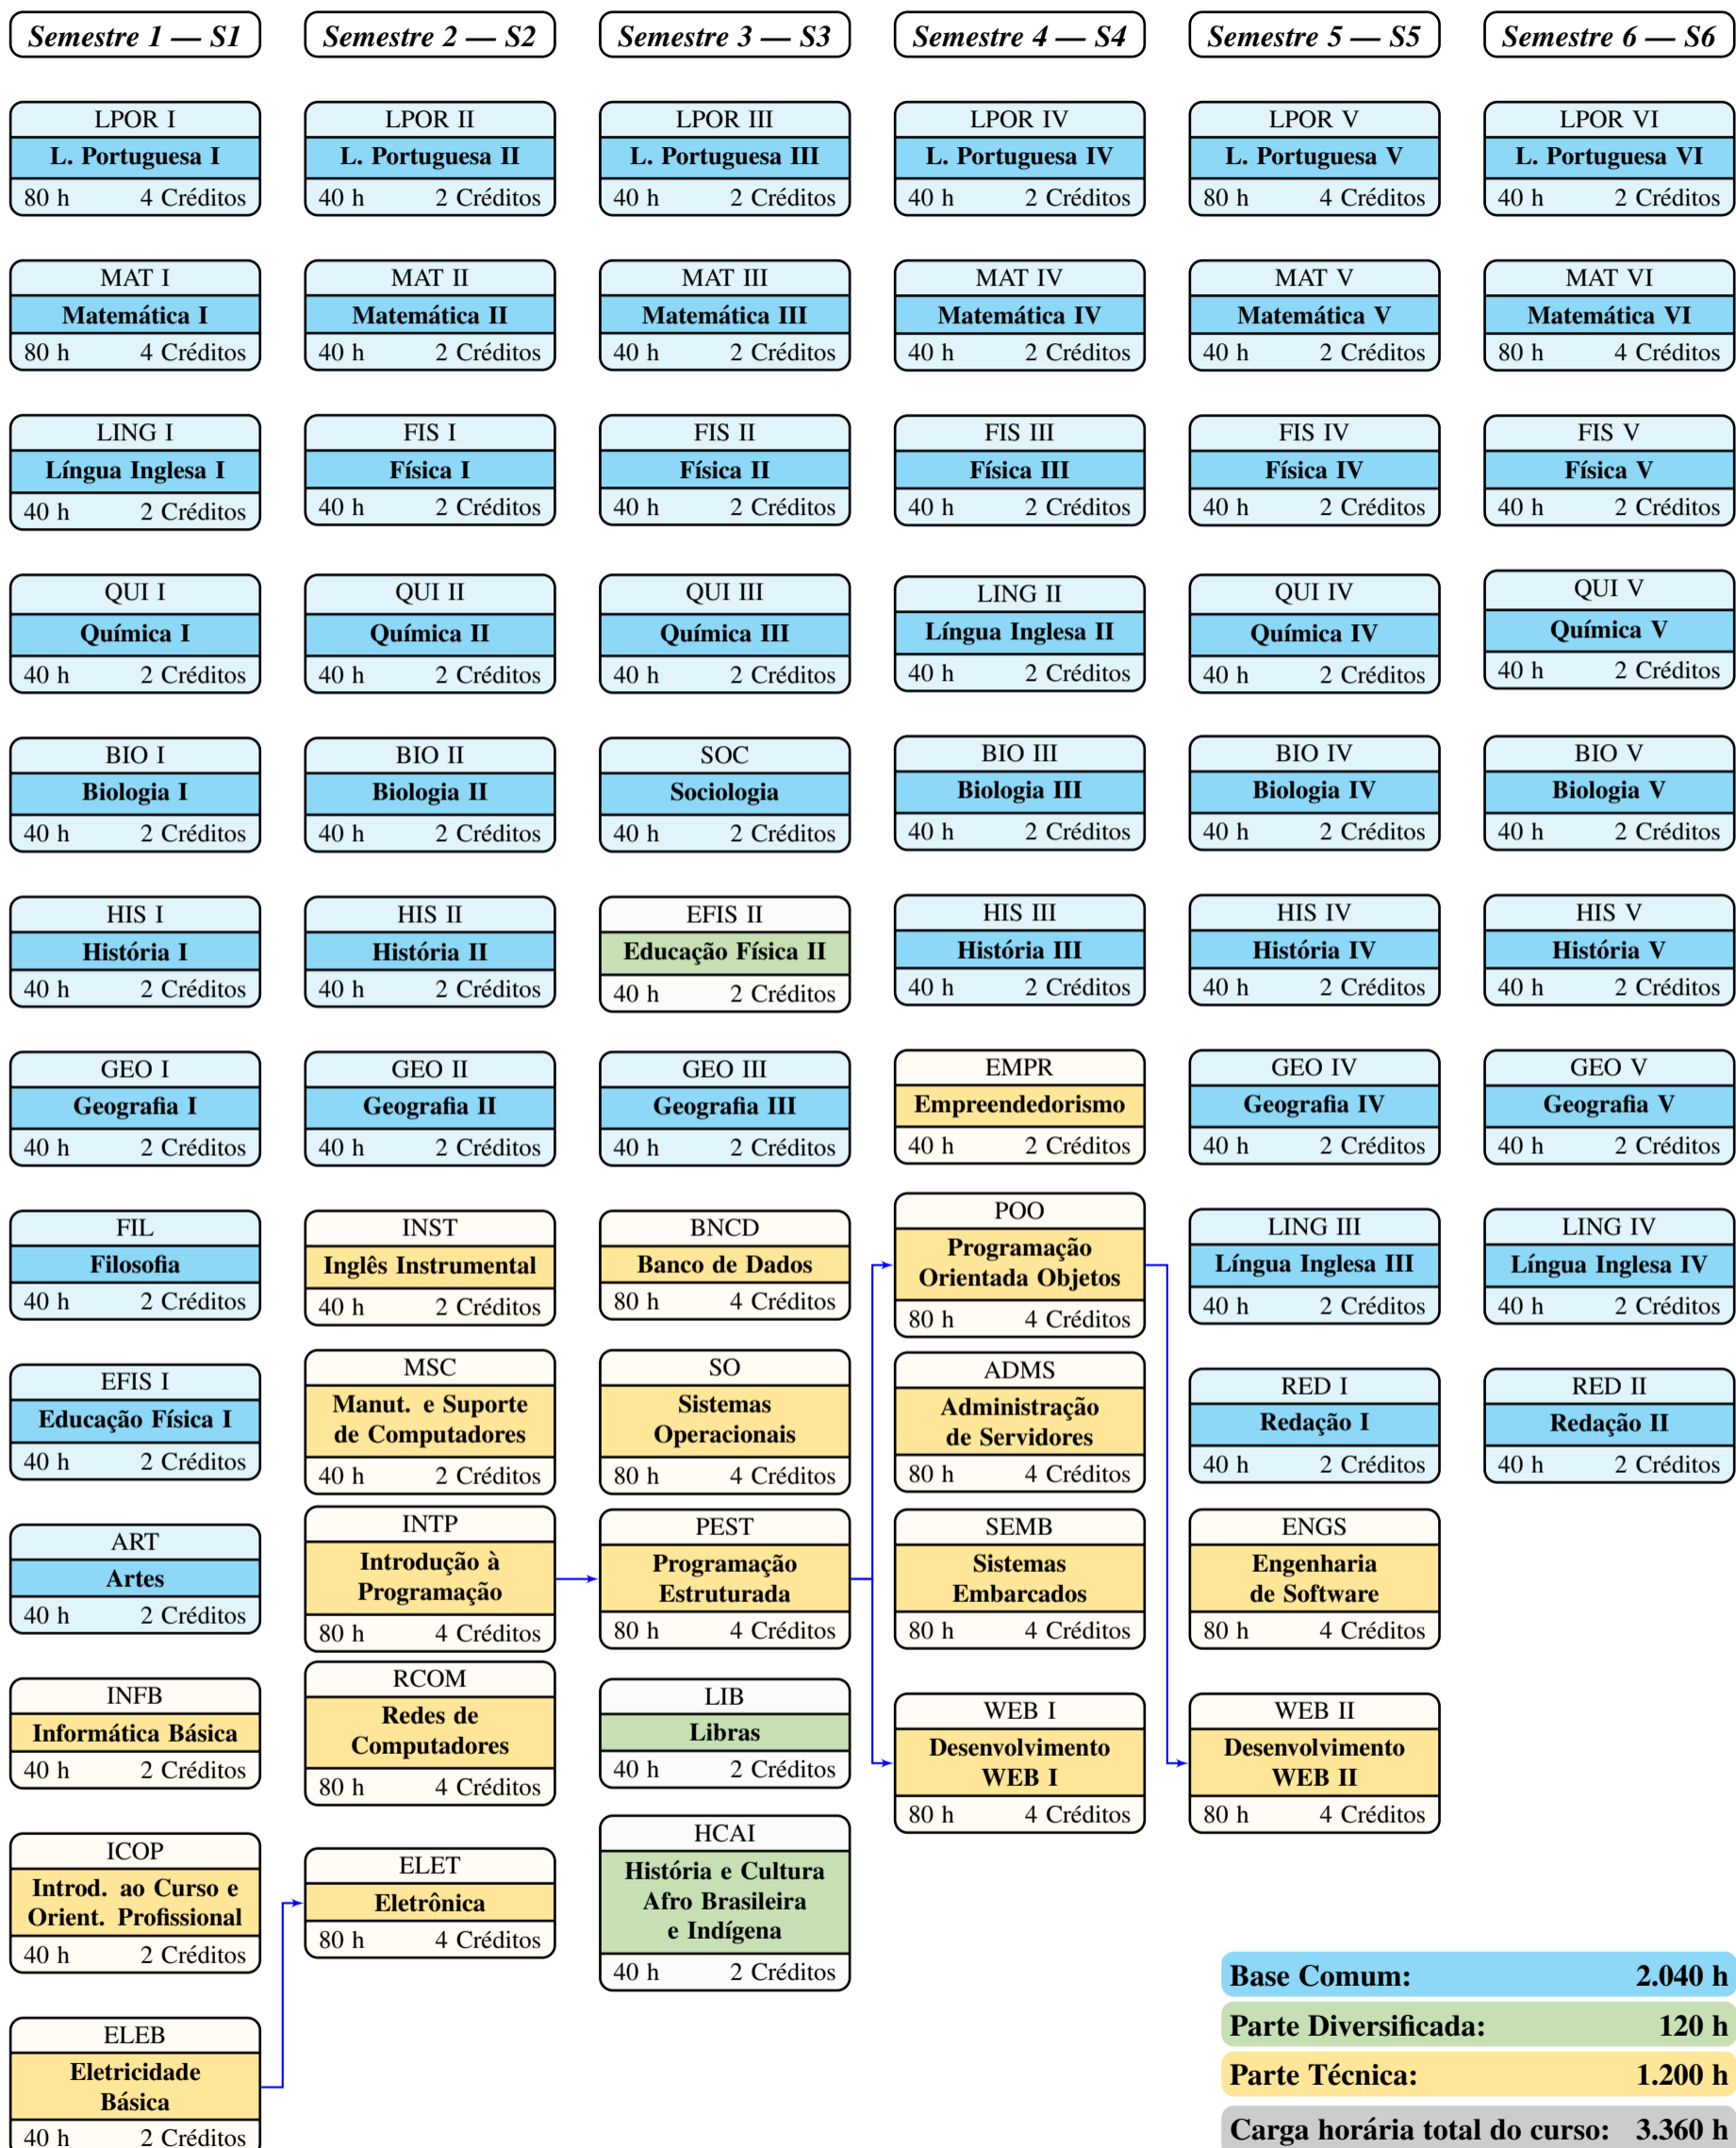 Semestre 1 — S1
LPOR I
L. Portuguesa I
80 h 4 Créditos
MAT I
Matemática I
80 h 4 Créditos
LING I
Língua Inglesa I
40 h 2 Créditos
QUI I
Química I
40 h 2 Créditos
BIO I
Biologia I
40 h 2 Créditos
HIS I
História I
40 h 2 Créditos
GEO I
Geografia I
40 h 2 Créditos
FIL
Filosofia
40 h 2 Créditos
EFIS I
Educação Física I
40 h 2 Créditos
ART
Artes
40 h 2 Créditos
INFB
Informática Básica
40 h 2 Créditos
ICOP
Introd. ao Curso e
Orient. Profissional
40 h 2 Créditos
ELEB
Eletricidade
Básica
40 h 2 Créditos
Semestre 2 — S2
LPOR II
L. Portuguesa II
40 h 2 Créditos
MAT II
Matemática II
40 h 2 Créditos
FIS I
Física I
40 h 2 Créditos
QUI II
Química II
40 h 2 Créditos
BIO II
Biologia II
40 h 2 Créditos
HIS II
História II
40 h 2 Créditos
GEO II
Geografia II
40 h 2 Créditos
INST
Inglês Instrumental
40 h 2 Créditos
MSC
Manut. e Suporte
de Computadores
40 h 2 Créditos
INTP
Introdução à
Programação
80 h 4 Créditos
RCOM
Redes de
Computadores
80 h 4 Créditos
ELET
Eletrônica
80 h 4 Créditos
Semestre 3 — S3
LPOR III
L. Portuguesa III
40 h 2 Créditos
MAT III
Matemática III
40 h 2 Créditos
FIS II
Física II
40 h 2 Créditos
QUI III
Química III
40 h 2 Créditos
SOC
Sociologia
40 h 2 Créditos
EFIS II
Educação Física II
40 h 2 Créditos
GEO III
Geografia III
40 h 2 Créditos
BNCD
Banco de Dados
80 h 4 Créditos
SO
Sistemas
Operacionais
80 h 4 Créditos
PEST
Programação
Estruturada
80 h 4 Créditos
LIB
Libras
40 h 2 Créditos
HCAI
História e Cultura
Afro Brasileira
e Indígena
40 h 2 Créditos
Semestre 4 — S4
LPOR IV
L. Portuguesa IV
40 h 2 Créditos
MAT IV
Matemática IV
40 h 2 Créditos
FIS III
Física III
40 h 2 Créditos
LING II
Língua Inglesa II
40 h 2 Créditos
BIO III
Biologia III
40 h 2 Créditos
HIS III
História III
40 h 2 Créditos
EMPR
Empreendedorismo
40 h 2 Créditos
POO
Programação
Orientada Objetos
80 h 4 Créditos
ADMS
Administração
de Servidores
80 h 4 Créditos
SEMB
Sistemas
Embarcados
80 h 4 Créditos
WEB I
Desenvolvimento
WEB I
80 h 4 Créditos
Semestre 5 — S5
LPOR V
L. Portuguesa V
80 h 4 Créditos
MAT V
Matemática V
40 h 2 Créditos
FIS IV
Física IV
40 h 2 Créditos
QUI IV
Química IV
40 h 2 Créditos
BIO IV
Biologia IV
40 h 2 Créditos
HIS IV
História IV
40 h 2 Créditos
GEO IV
Geografia IV
40 h 2 Créditos
LING III
Língua Inglesa III
40 h 2 Créditos
RED I
Redação I
40 h 2 Créditos
ENGS
Engenharia
de Software
80 h 4 Créditos
WEB II
Desenvolvimento
WEB II
80 h 4 Créditos
Semestre 6 — S6
LPOR VI
L. Portuguesa VI
40 h 2 Créditos
MAT VI
Matemática VI
80 h 4 Créditos
FIS V
Física V
40 h 2 Créditos
QUI V
Química V
40 h 2 Créditos
BIO V
Biologia V
40 h 2 Créditos
HIS V
História V
40 h 2 Créditos
GEO V
Geografia V
40 h 2 Créditos
LING IV
Língua Inglesa IV
40 h 2 Créditos
RED II
Redação II
40 h 2 Créditos
Base Comum: 2.040 h
Parte Diversificada: 120 h
Parte Técnica: 1.200 h
Carga horária total do curso: 3.360 h